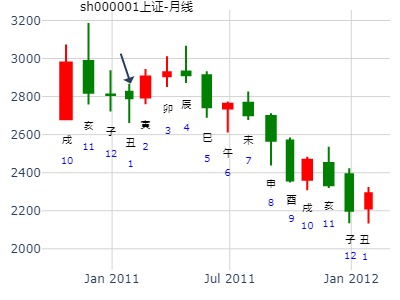 sh000001上证-月线
3200
3000
2800
2600
2400
2200
2000
戌
10
亥
11
子
12
丑
1
寅
2
卯
3
辰
4
巳
5
午
6
未
7
申
8
酉
9
戌
10
亥
11
子
12
丑
1
Jan 2011
Jul 2011
Jan 2012